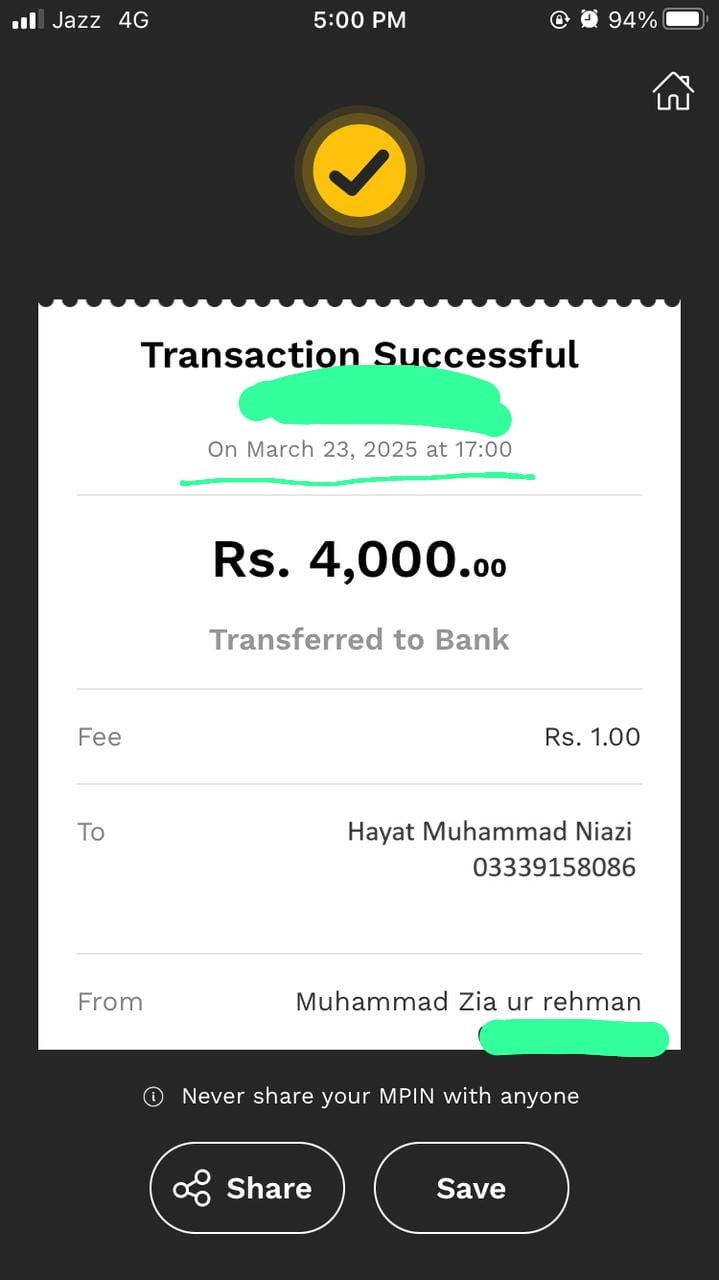 Jazz 4G 5:00 PM 94%
Transaction Successful
On March 23, 2025 at 17:00
Rs. 4,000.00
Transferred to Bank
Fee Rs. 1.00
To Hayat Muhammad Niazi
03339158086
From Muhammad Zia ur rehman
Never share your MPIN with anyone
Share Save